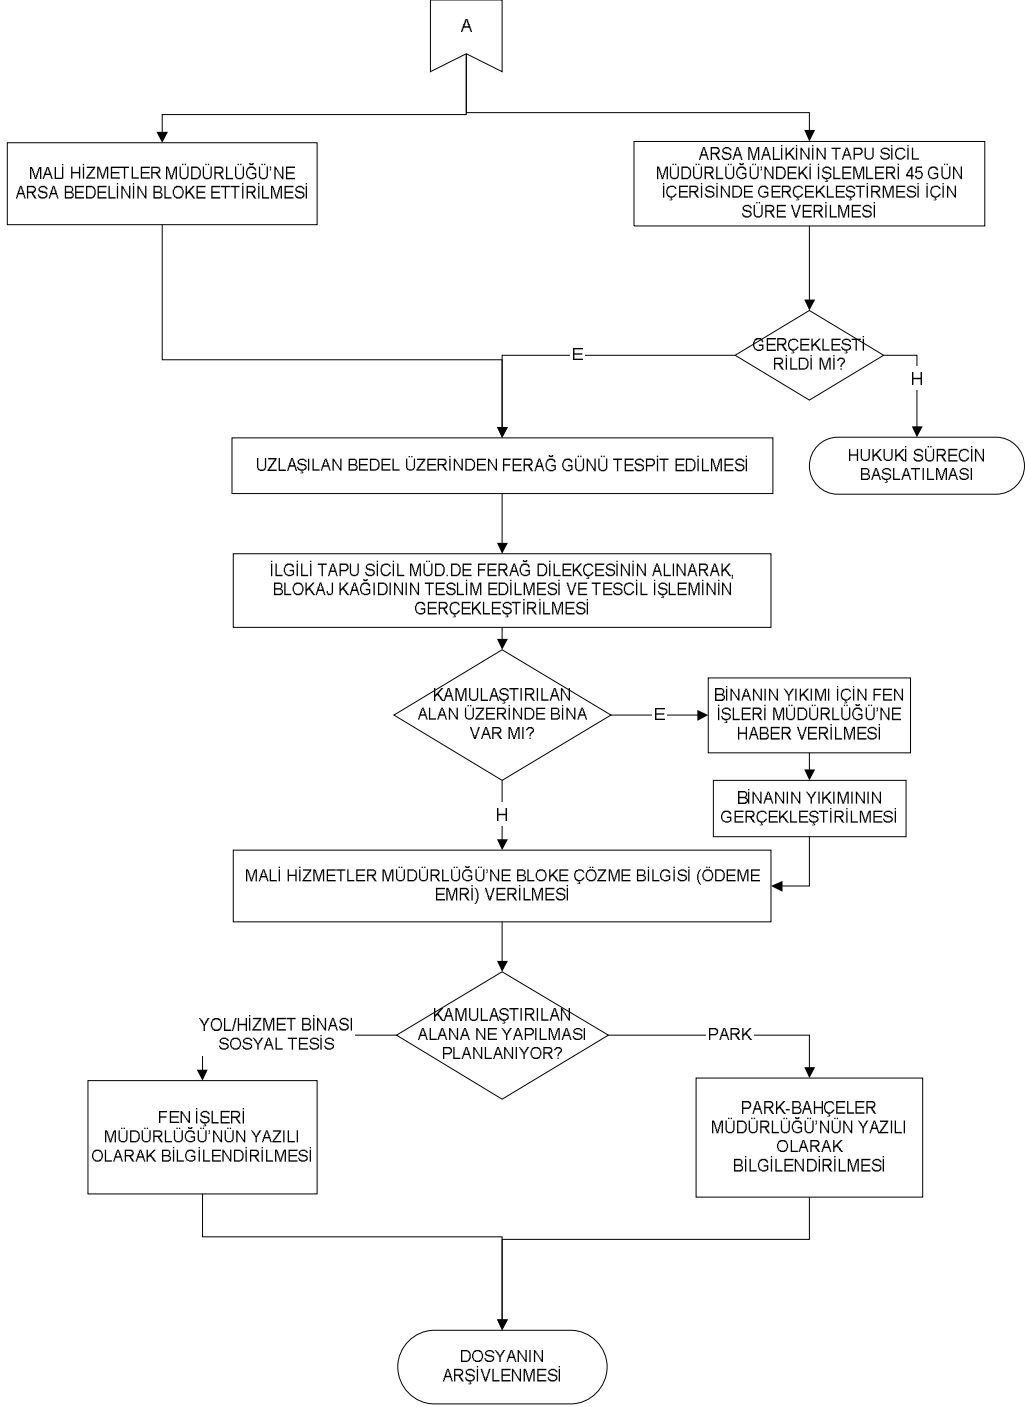 A
MALİ HİZMETLER MÜDÜRLÜĞÜ'NE
ARSA BEDELİNİN BLOKE ETTİRİLMESİ
ARSA MALİKİNİN TAPU SİCİL
MÜDÜRLÜĞÜ'NDEKİ İŞLEMLERİ 45 GÜN
İÇERİSİNDE GERÇEKLEŞTİRMESİ İÇİN
SÜRE VERİLMESİ
GERÇEKLEŞTİ
RİLDİ Mİ?
E
H
HUKUKİ SÜRECİN
BAŞLATILMASI
UZLAŞILAN BEDEL ÜZERİNDEN FERAĞ GÜNÜ TESPİT EDİLMESİ
İLGİLİ TAPU SİCİL MÜD.DE FERAĞ DİLEKÇESİNİN ALINARAK,
BLOKAJ KAĞIDININ TESLİM EDİLMESİ VE TESCİL İŞLEMİNİN
GERÇEKLEŞTİRİLMESİ
KAMULAŞTIRILAN
ALAN ÜZERİNDE BİNA
VAR MI?
E
BİNANIN YIKIMI İÇİN FEN
İŞLERİ MÜDÜRLÜĞÜ'NE
HABER VERİLMESİ
BİNANIN YIKIMININ
GERÇEKLEŞTİRİLMESİ
H
MALİ HİZMETLER MÜDÜRLÜĞÜ'NE BLOKE ÇÖZME BİLGİSİ (ÖDEME
EMRİ) VERİLMESİ
KAMULAŞTIRILAN
ALANA NE YAPILMASI
PLANLANIYOR?
YOL/HİZMET BİNASI
SOSYAL TESİS
PARK
FEN İŞLERİ
MÜDÜRLÜĞÜ'NÜN YAZILI
OLARAK BİLGİLENDİRİLMESİ
PARK-BAHÇELER
MÜDÜRLÜĞÜ'NÜN YAZILI
OLARAK
BİLGİLENDİRİLMESİ
DOSYANIN
ARŞİVLENMESİ